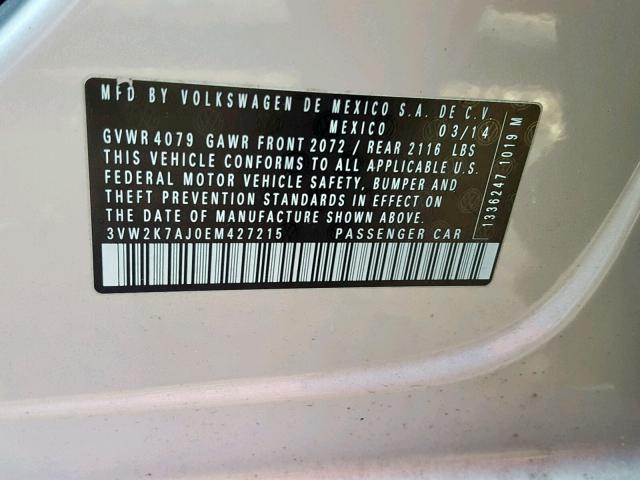 MFD BY VOLKSWAGEN DE MEXICO S.A. DE C.V.
MEXICO 03/14
GVWR 4079 GAWR FRONT 2072 / REAR 2116 LBS
THIS VEHICLE CONFORMS TO ALL APPLICABLE U.S.
FEDERAL MOTOR VEHICLE SAFETY, BUMPER AND
THEFT PREVENTION STANDARDS IN EFFECT ON
THE DATE OF MANUFACTURE SHOWN ABOVE.
3VW2K7AJ0EM427215 PASSENGER CAR
1336247 1019 M